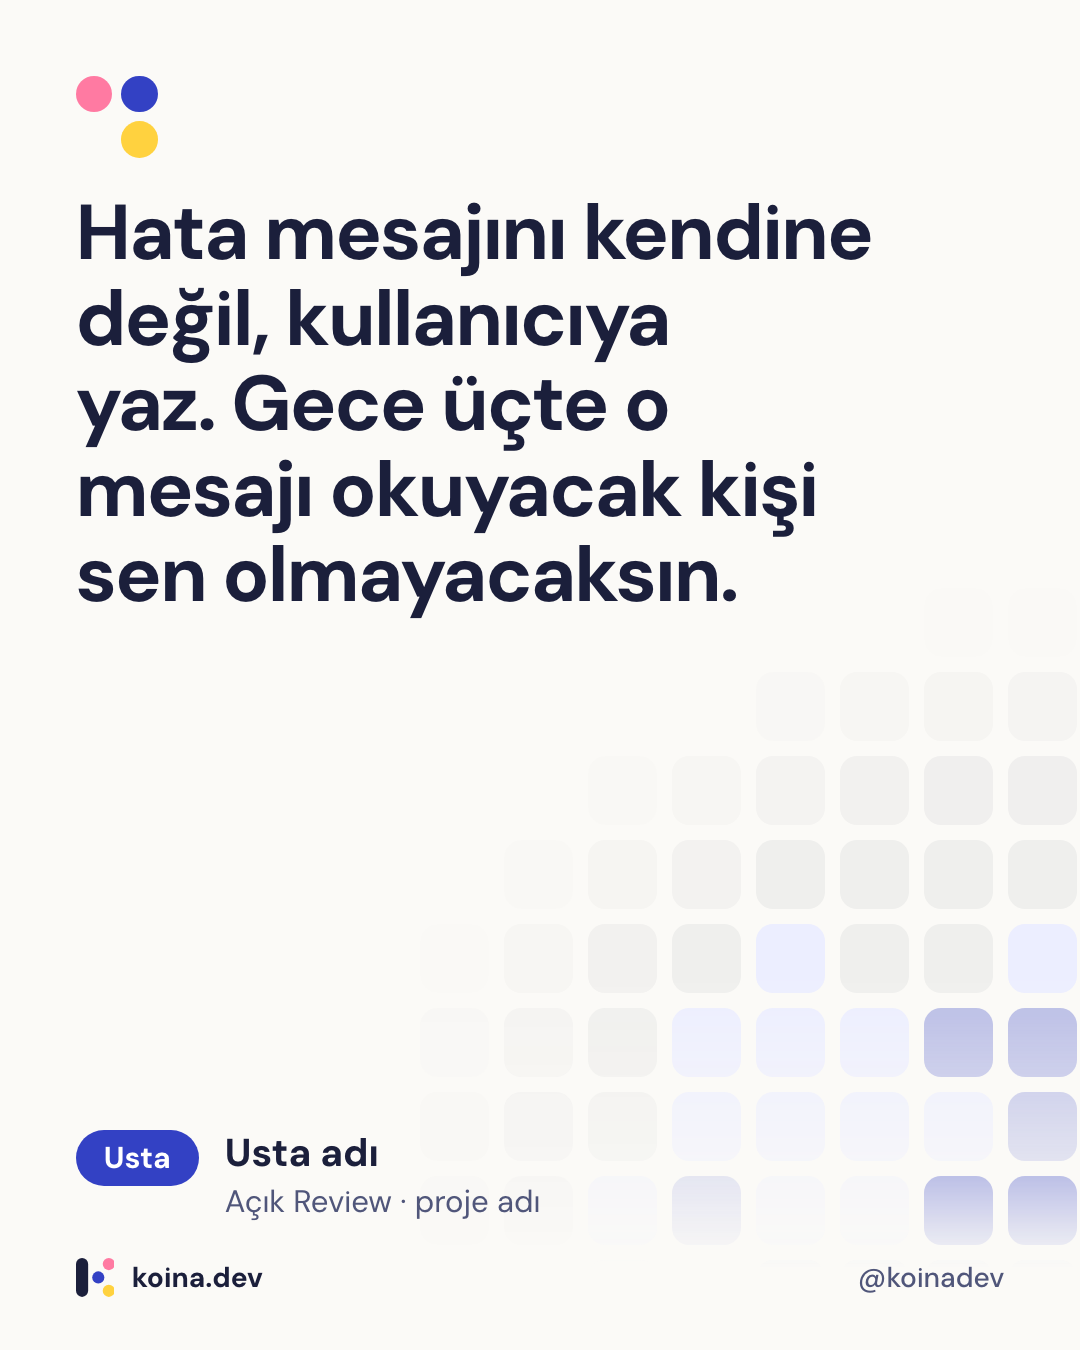 Hata mesajını kendine
değil, kullanıcıya
yaz. Gece üçte o
mesajı okuyacak kişi
sen olmayacaksın.
Usta
Usta adı
Açık Review · proje adı
koina.dev
@koinadev